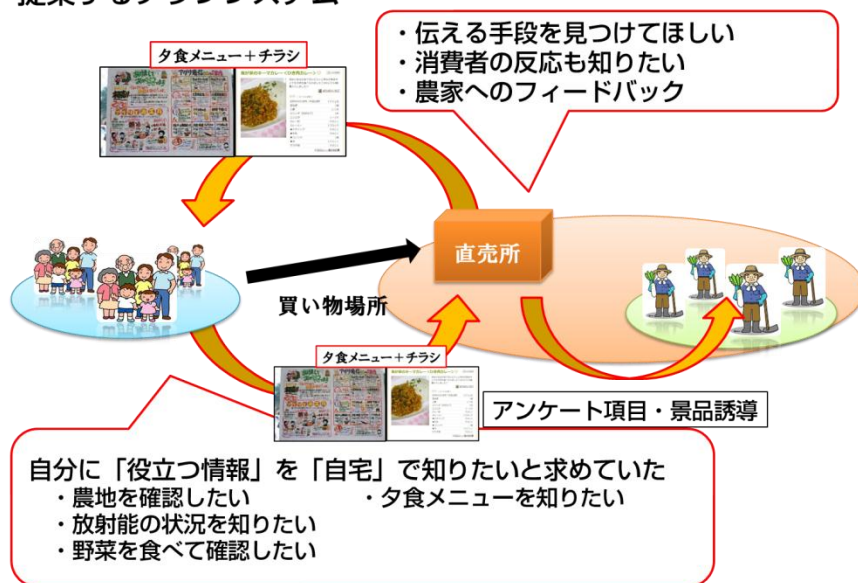 提案するチラシシステム
夕食メニュー＋チラシ
・伝える手段を見つけてほしい
・消費者の反応も知りたい
・農家へのフィードバック
直売所
買い物場所
夕食メニュー＋チラシ
アンケート項目・景品誘導
自分に「役立つ情報」を「自宅」で知りたいと求めていた
・農地を確認したい
・夕食メニューを知りたい
・放射能の状況を知りたい
・野菜を食べて確認したい